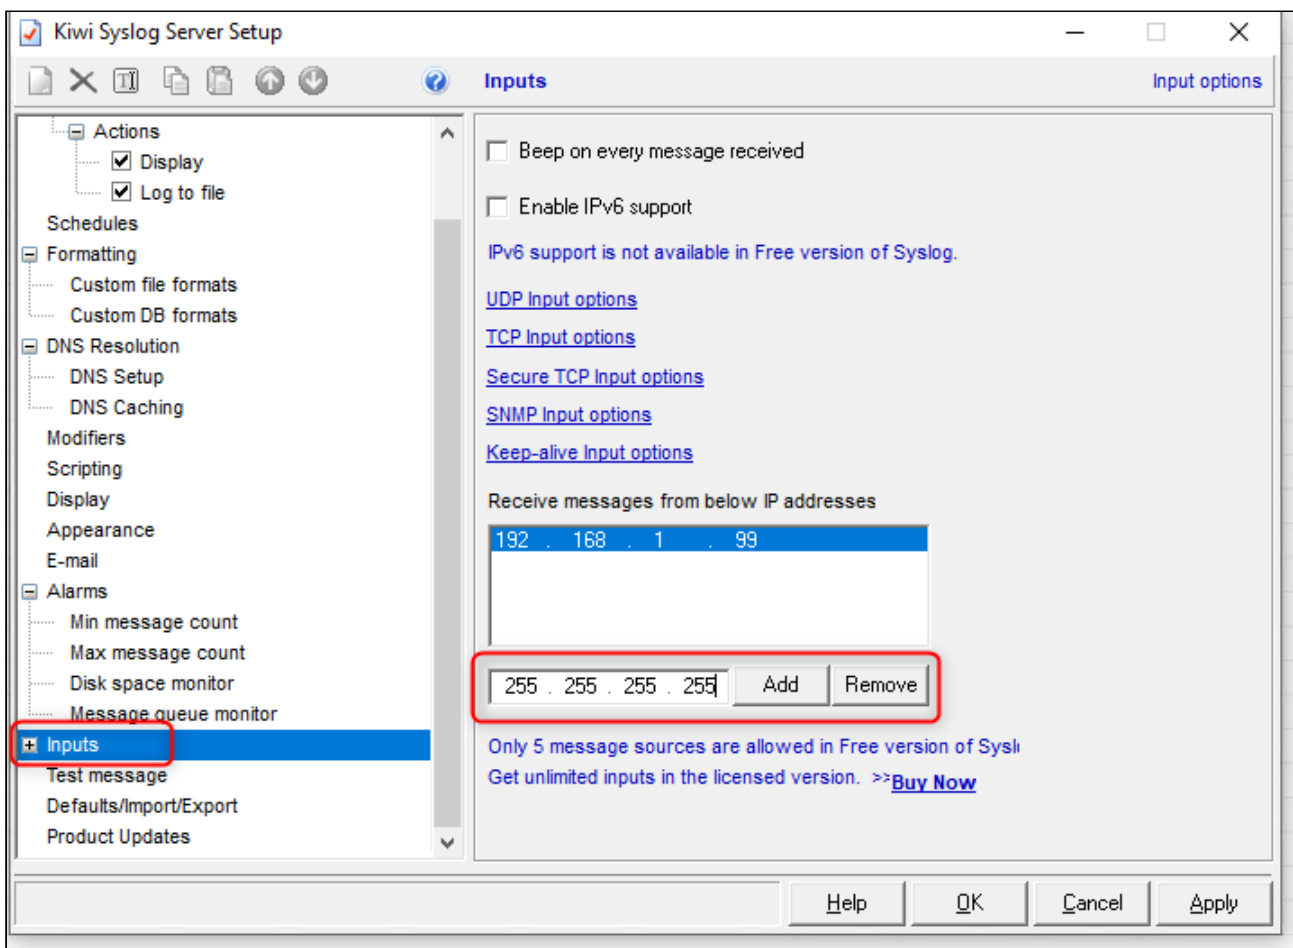 Kiwi Syslog Server Setup
Inputs
Input options
Actions
Display
Log to file
Schedules
Formatting
Custom file formats
Custom DB formats
DNS Resolution
DNS Setup
DNS Caching
Modifiers
Scripting
Display
Appearance
E-mail
Alarms
Min message count
Max message count
Disk space monitor
Message queue monitor
Inputs
Test message
Defaults/Import/Export
Product Updates
Beep on every message received
Enable IPv6 support
IPv6 support is not available in Free version of Syslog.
UDP Input options
TCP Input options
Secure TCP Input options
SNMP Input options
Keep-alive Input options
Receive messages from below IP addresses
192 . 168 . 1 . 99
255 . 255 . 255 . 255
Add
Remove
Only 5 message sources are allowed in Free version of Sysl
Get unlimited inputs in the licensed version. >>Buy Now
Help
OK
Cancel
Apply